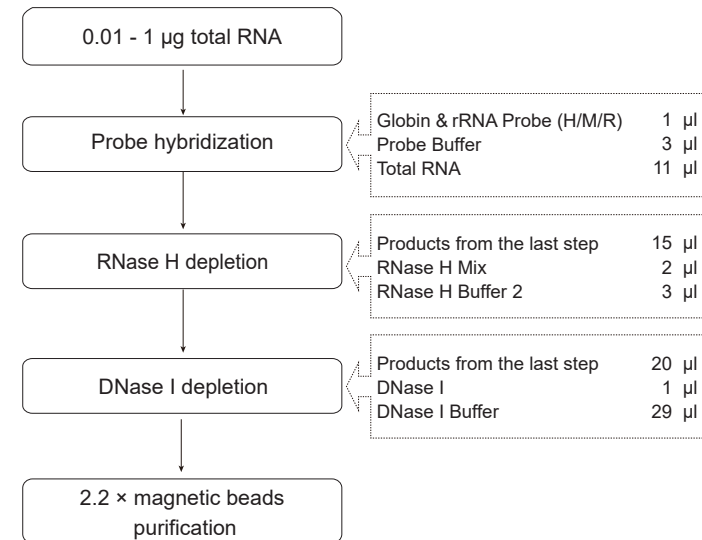 0.01 - 1 µg total RNA
Probe hybridization
Globin & rRNA Probe (H/M/R) 1 µl
Probe Buffer 3 µl
Total RNA 11 µl
RNase H depletion
Products from the last step 15 µl
RNase H Mix 2 µl
RNase H Buffer 2 3 µl
DNase I depletion
Products from the last step 20 µl
DNase I 1 µl
DNase I Buffer 29 µl
2.2 × magnetic beads
purification